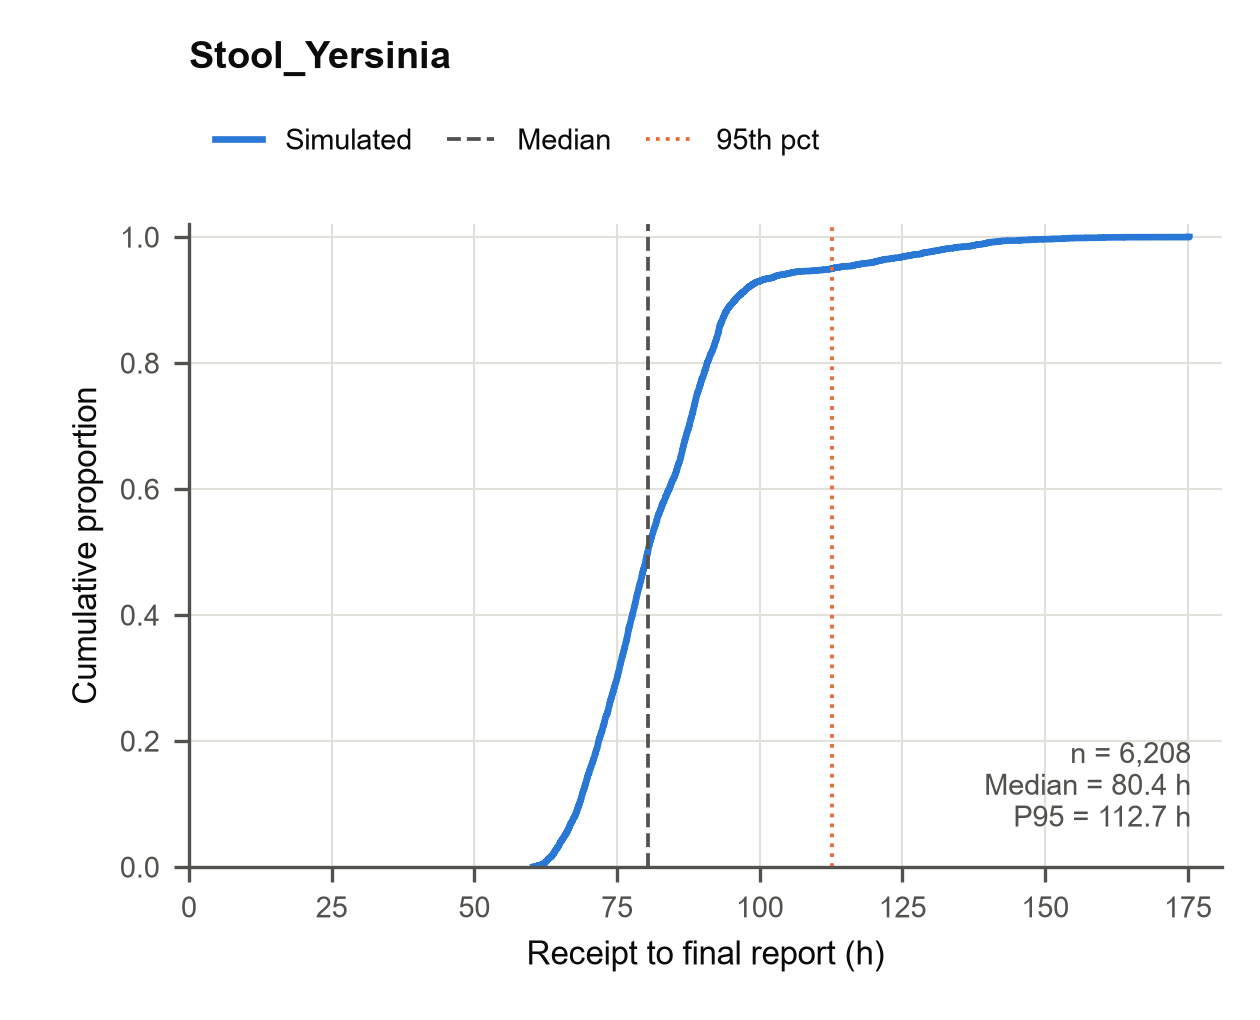 Stool_Yersinia
Simulated Median 95th pct
1.0
0.8
0.6
0.4
0.2
0.0
Cumulative proportion
n = 6,208
Median = 80.4 h
P95 = 112.7 h
0 25 50 75 100 125 150 175
Receipt to final report (h)